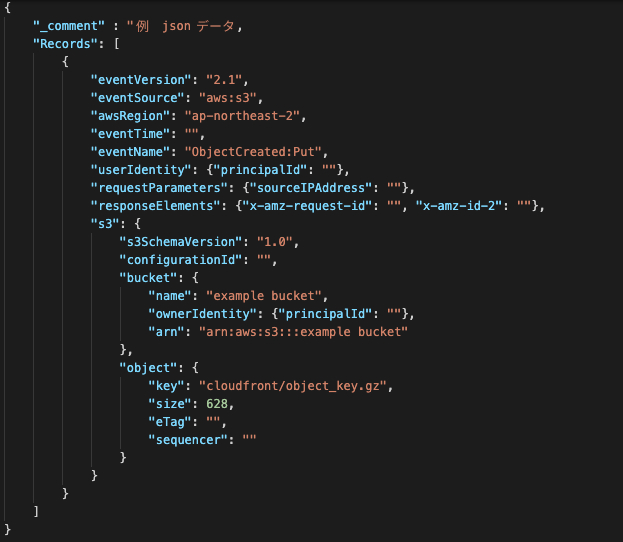 {
    "_comment" : "例　json データ,
    "Records": [
        {
            "eventVersion": "2.1",
            "eventSource": "aws:s3",
            "awsRegion": "ap-northeast-2",
            "eventTime": "",
            "eventName": "ObjectCreated:Put",
            "userIdentity": {"principalId": ""},
            "requestParameters": {"sourceIPAddress": ""},
            "responseElements": {"x-amz-request-id": "", "x-amz-id-2": ""},
            "s3": {
                "s3SchemaVersion": "1.0",
                "configurationId": "",
                "bucket": {
                    "name": "example bucket",
                    "ownerIdentity": {"principalId": ""},
                    "arn": "arn:aws:s3:::example bucket"
                },
                "object": {
                    "key": "cloudfront/object_key.gz",
                    "size": 628,
                    "eTag": "",
                    "sequencer": ""
                }
            }
        }
    ]
}